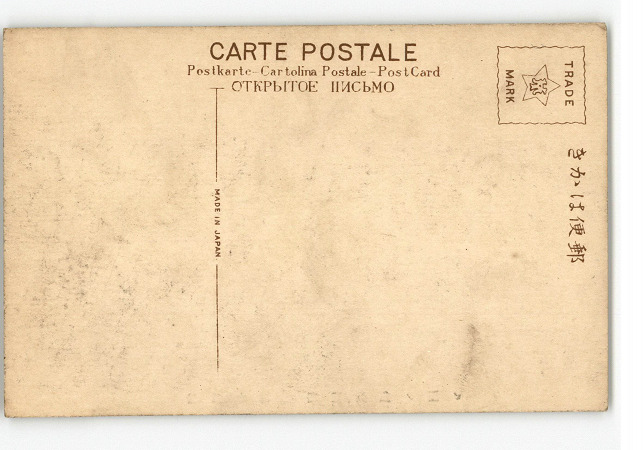 CARTE POSTALE
Postkarte-Cartolina Postale-PostCard
ОТКРЫТОЕ ПИСЬМО
TRADE
MARK
きかは便郵
MADE IN JAPAN.